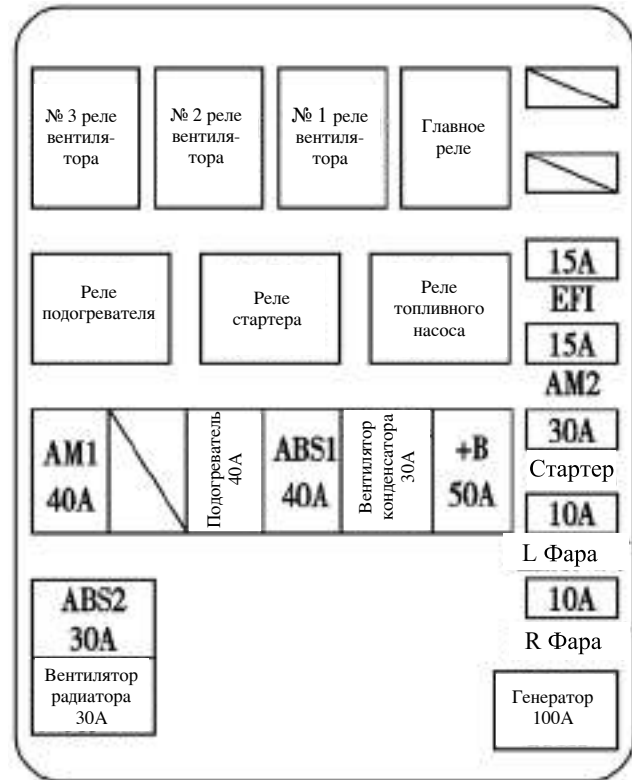 № 3 реле
вентиля-
тора
№ 2 реле
вентиля-
тора
№ 1 реле
вентиля-
тора
Главное
реле
Реле
подогревателя
Реле
стартера
Реле
топливного
насоса
15A
EFI
15A
AM2
30A
Стартер
10A
L Фара
10A
R Фара
AM1
40A
Подогреватель
40A
ABS1
40A
Вентилятор
конденсатора
30A
+B
50A
ABS2
30A
Вентилятор
радиатора
30A
Генератор
100A